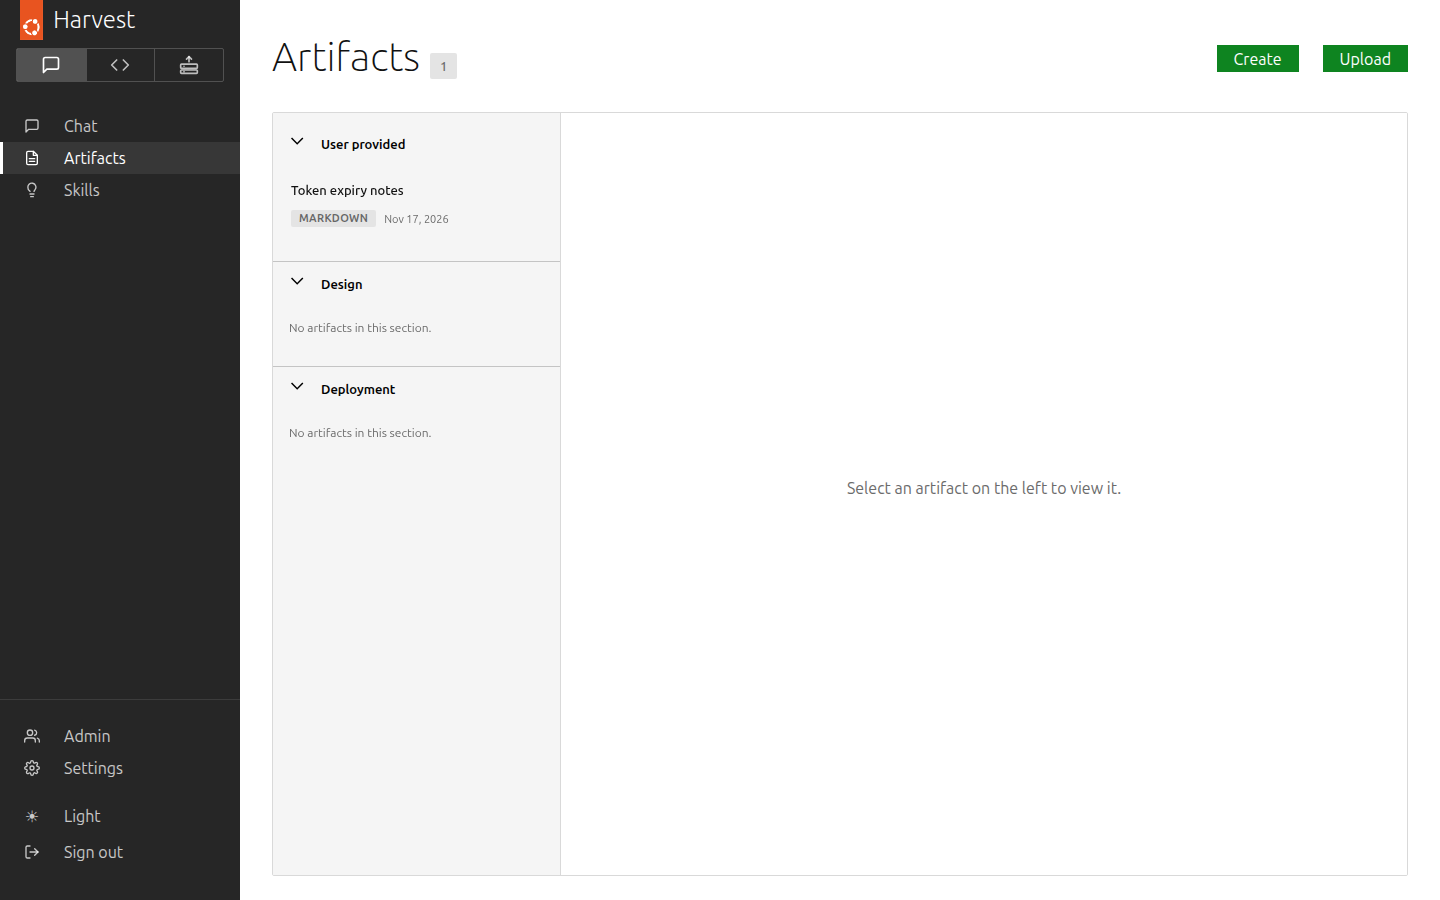 Harvest
Chat
Artifacts
Skills
Admin
Settings
Light
Sign out
Artifacts 1
Create
Upload
User provided
Token expiry notes
MARKDOWN Nov 17, 2026
Design
No artifacts in this section.
Deployment
No artifacts in this section.
Select an artifact on the left to view it.